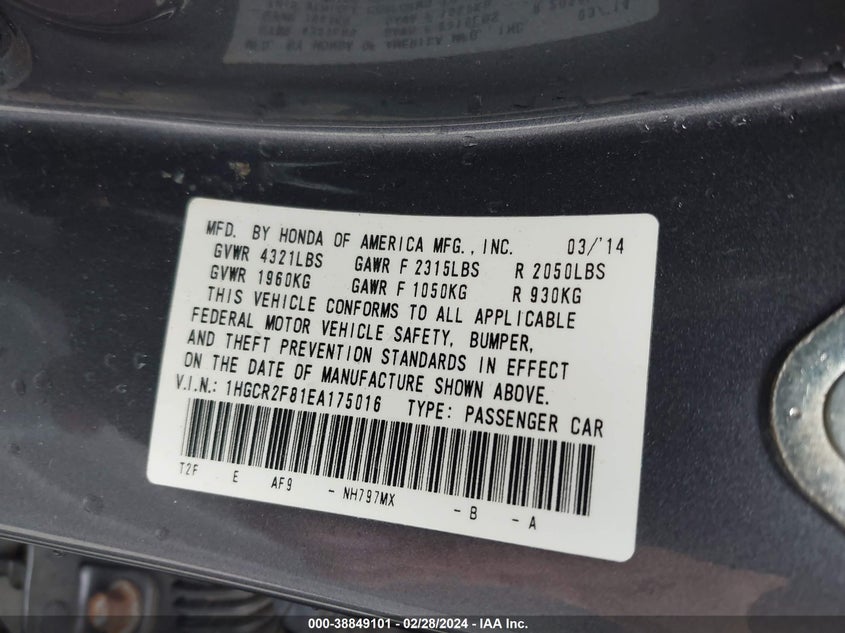 MFD. BY HONDA OF AMERICA MFG., INC. 03/'14
GVWR 4321LBS GAWR F 2315LBS R 2050LBS
GVWR 1960KG GAWR F 1050KG R 930KG
THIS VEHICLE CONFORMS TO ALL APPLICABLE
FEDERAL MOTOR VEHICLE SAFETY, BUMPER,
AND THEFT PREVENTION STANDARDS IN EFFECT
ON THE DATE OF MANUFACTURE SHOWN ABOVE.
V.I.N.: 1HGCR2F81EA175016 TYPE: PASSENGER CAR
T2F E AF9 - NH797MX - B - A
000-38849101 - 02/28/2024 - IAA Inc.